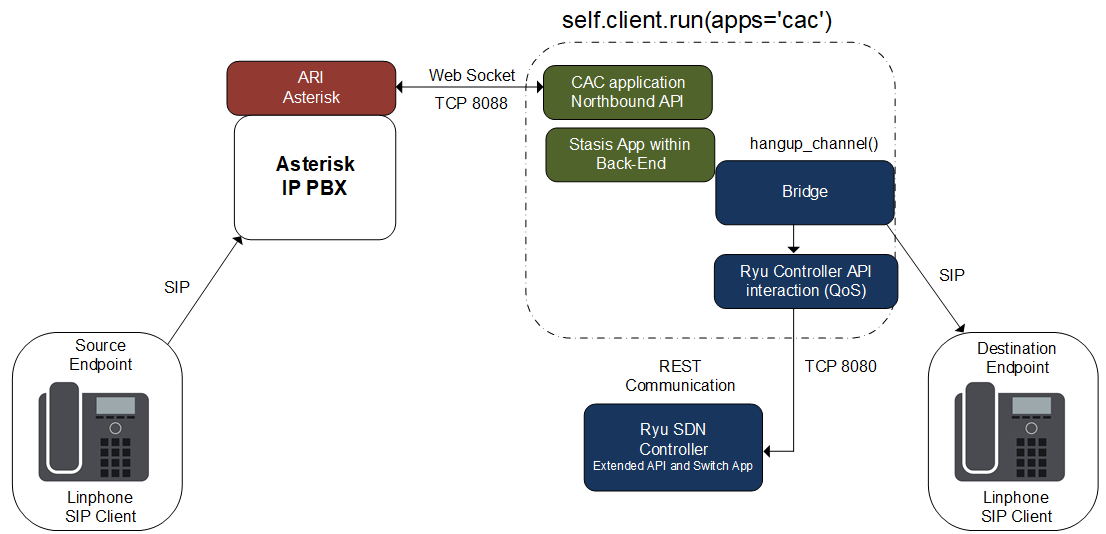 self.client.run(apps='cac')
ARI
Asterisk
Web Socket
TCP 8088
CAC application
Northbound API
Asterisk
IP PBX
Stasis App within
Back-End
hangup_channel()
Bridge
Ryu Controller API
interaction (QoS)
SIP
SIP
Source
Endpoint
Linphone
SIP Client
REST
Communication
TCP 8080
Ryu SDN
Controller
Extended API and Switch App
Destination
Endpoint
Linphone
SIP Client